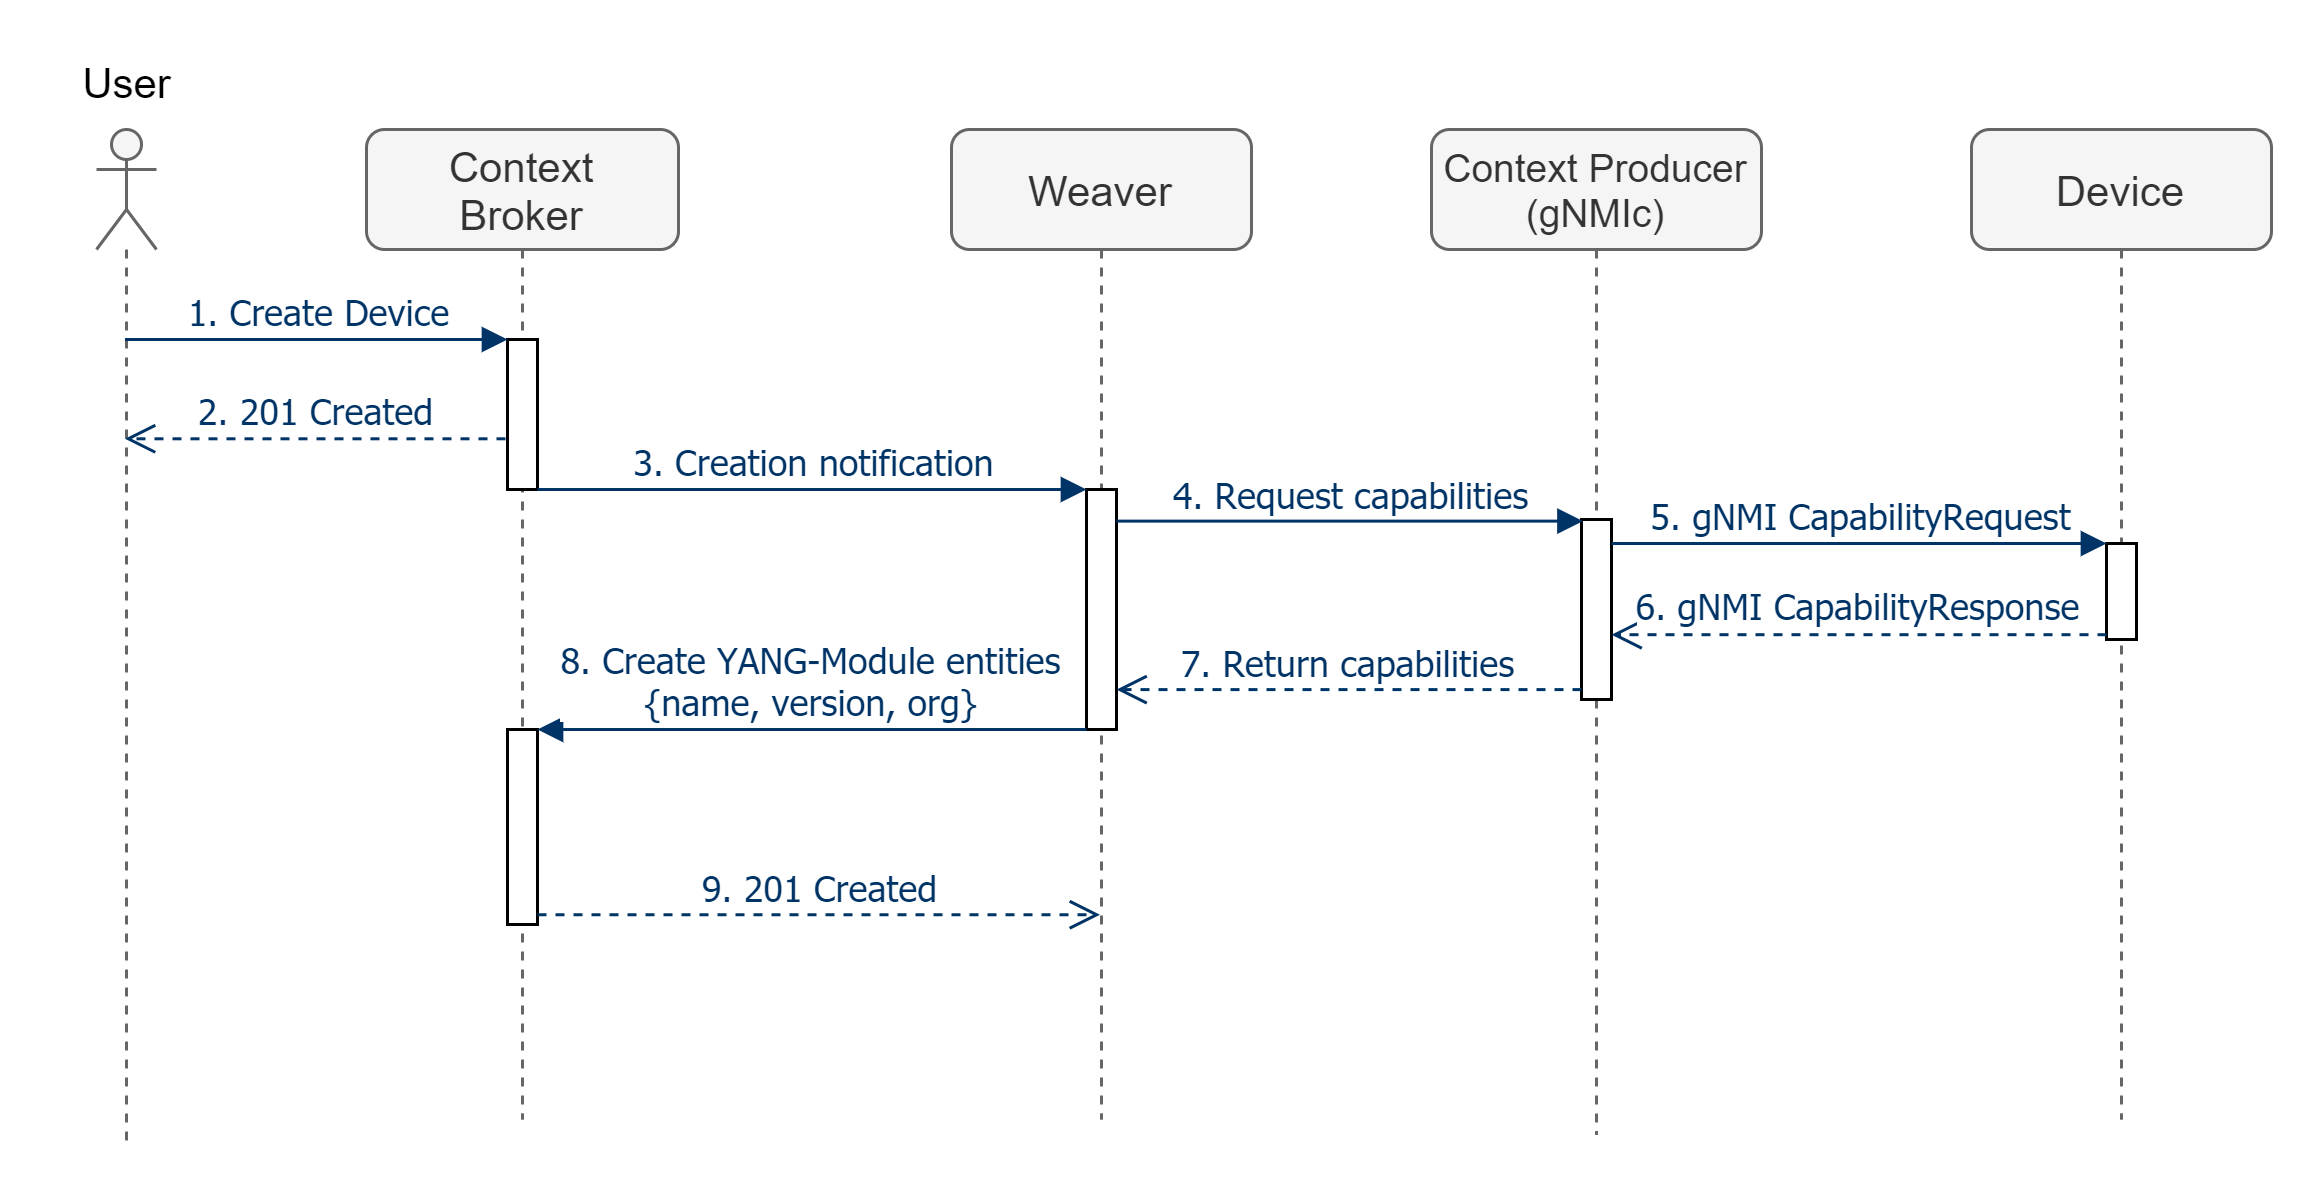 User
Context
Broker
Weaver
Context Producer
(gNMIc)
Device
1. Create Device
2. 201 Created
3. Creation notification
4. Request capabilities
5. gNMI CapabilityRequest
6. gNMI CapabilityResponse
7. Return capabilities
8. Create YANG-Module entities
{name, version, org}
9. 201 Created